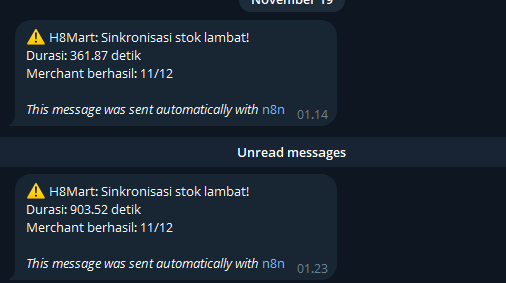 November 19
⚠️ H8Mart: Sinkronisasi stok lambat!
Durasi: 361.87 detik
Merchant berhasil: 11/12
This message was sent automatically with n8n
01.14
Unread messages
⚠️ H8Mart: Sinkronisasi stok lambat!
Durasi: 903.52 detik
Merchant berhasil: 11/12
This message was sent automatically with n8n
01.23